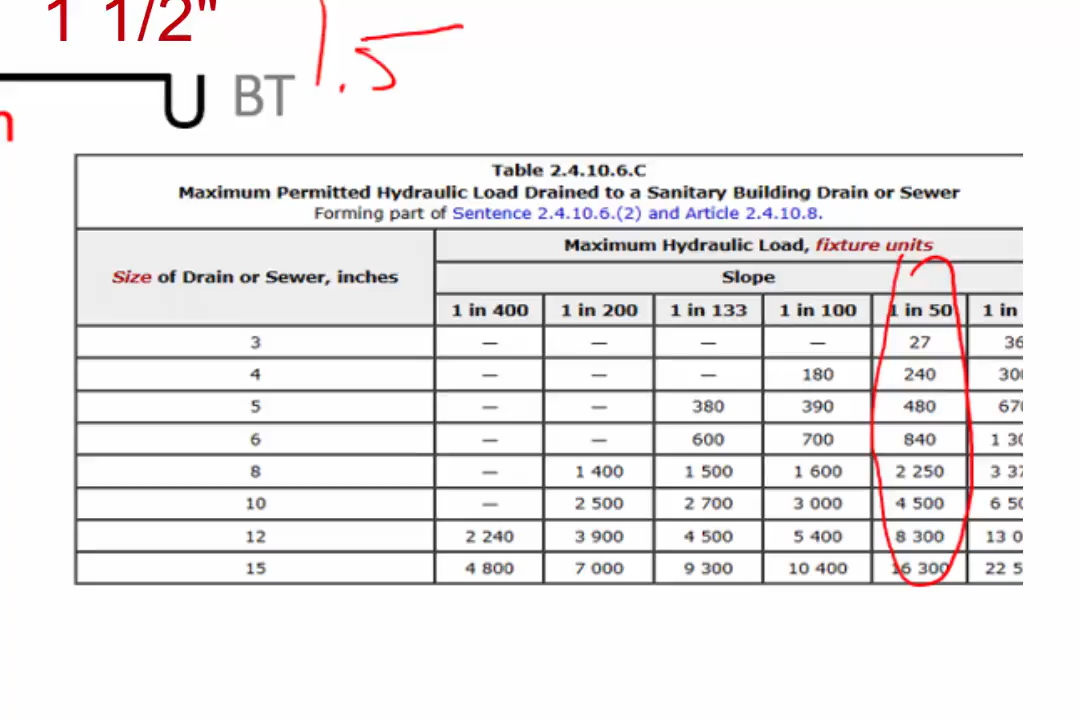 1 1/2"
1.5
BT
Table 2.4.10.6.C
Maximum Permitted Hydraulic Load Drained to a Sanitary Building Drain or Sewer
Forming part of Sentence 2.4.10.6.(2) and Article 2.4.10.8.
Size of Drain or Sewer, inches
Maximum Hydraulic Load, fixture units
Slope
1 in 400 1 in 200 1 in 133 1 in 100 1 in 50 1 in
3 — — — — 27 36
4 — — — 180 240
5 — — 380 390 480
6 — — 600 700 840
8 — 1 400 1 500 1 600 2 250
10 — 2 500 2 700 3 000 4 500
12 2 240 3 900 4 500 5 400 8 300
15 4 800 7 000 9 300 10 400 16 300